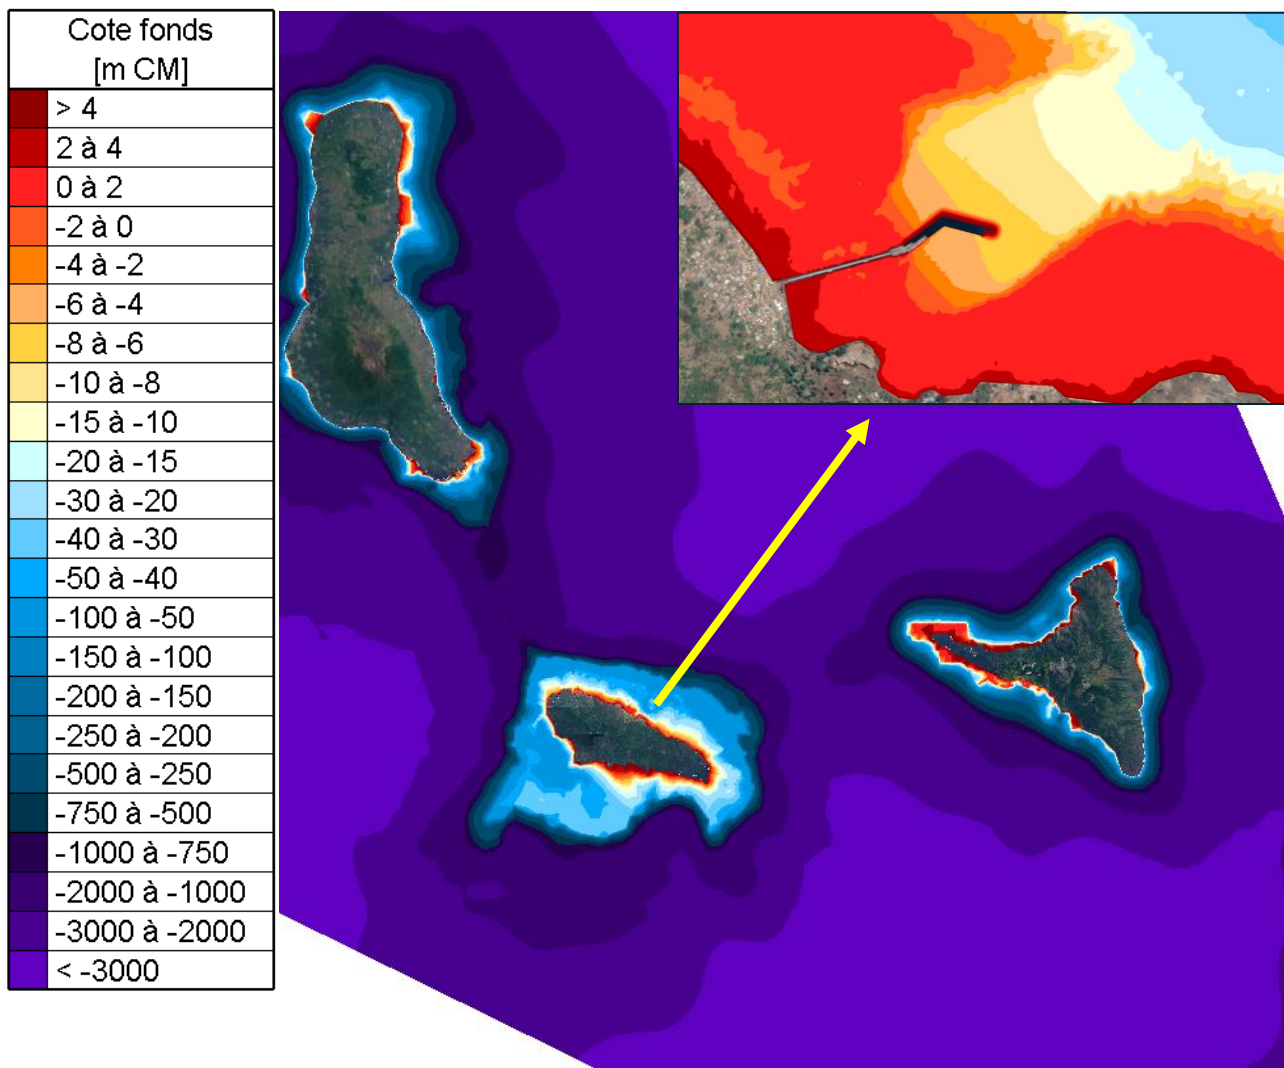 Cote fonds
[m CM]
> 4
2 à 4
0 à 2
-2 à 0
-4 à -2
-6 à -4
-8 à -6
-10 à -8
-15 à -10
-20 à -15
-30 à -20
-40 à -30
-50 à -40
-100 à -50
-150 à -100
-200 à -150
-250 à -200
-500 à -250
-750 à -500
-1000 à -750
-2000 à -1000
-3000 à -2000
< -3000